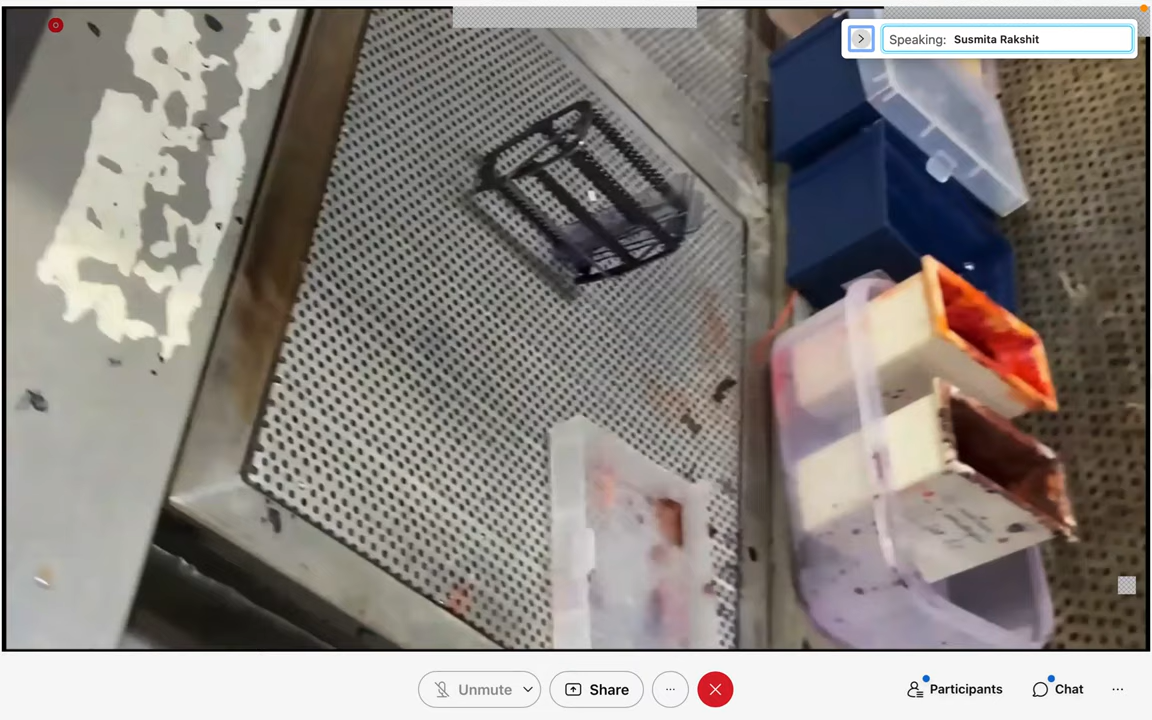 Speaking: Susmita Rakshit
Unmute
Share
Participants
Chat